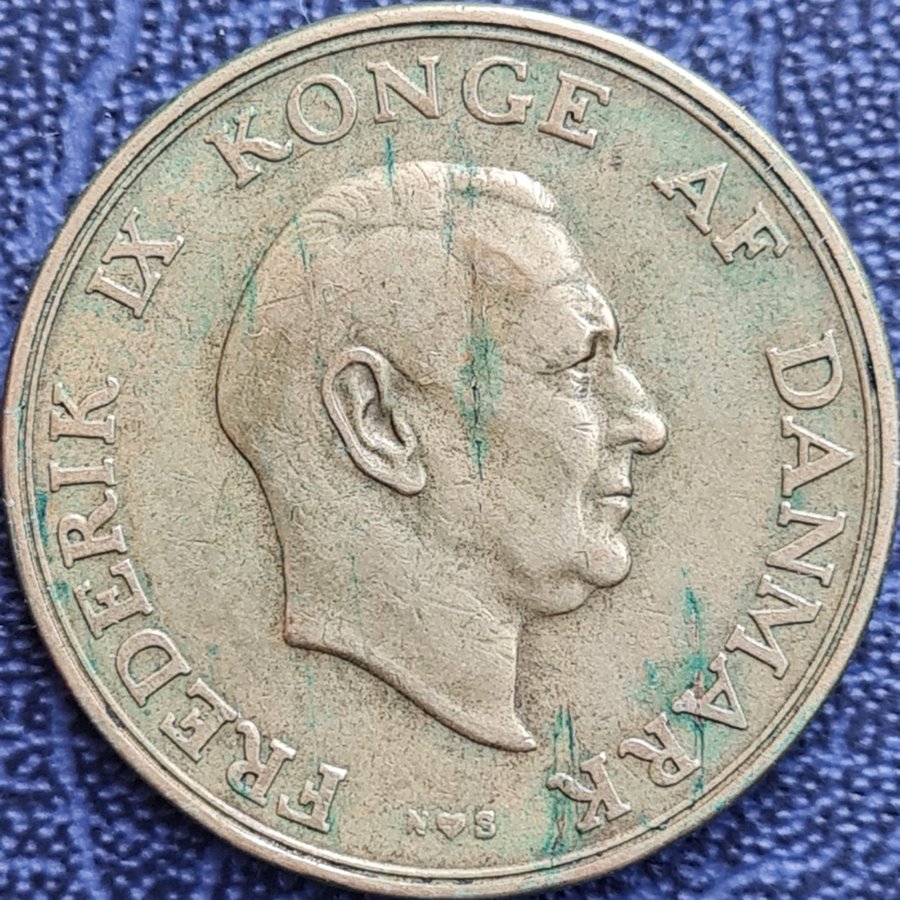 FREDERIK IX KONGE AF DANMARK
N♥S